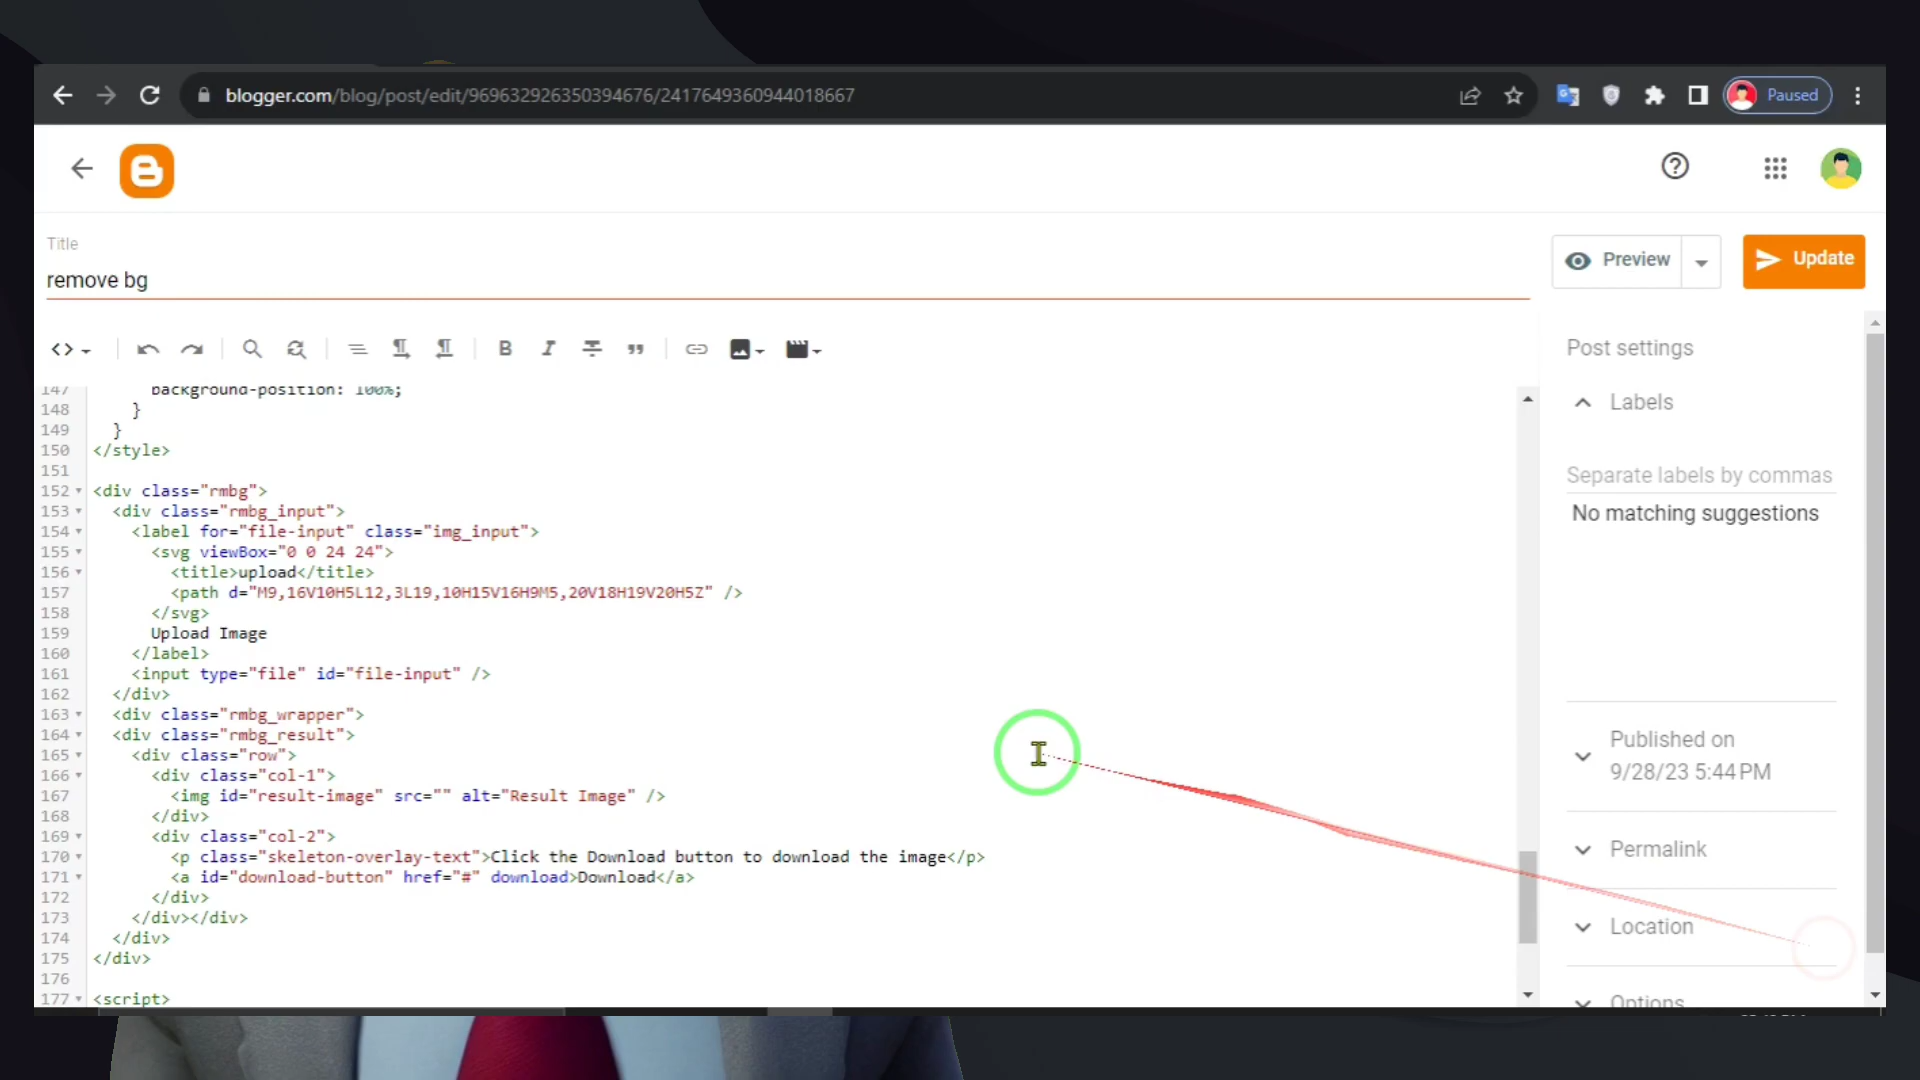 blogger.com/blog/post/edit/969632926350394676/2417649360944018667
Paused
Title
remove bg
Preview
Update
147 background-position: 100%;
148 }
149 }
150 </style>
151
152 <div class="rmbg">
153 <div class="rmbg_input">
154 <label for="file-input" class="img_input">
155 <svg viewBox="0 0 24 24">
156 <title>upload</title>
157 <path d="M9,16V10H5L12,3L19,10H15V16H9M5,20V18H19V20H5Z" />
158 </svg>
159 Upload Image
160 </label>
161 <input type="file" id="file-input" />
162 </div>
163 <div class="rmbg_wrapper">
164 <div class="rmbg_result">
165 <div class="row">
166 <div class="col-1">
167 <img id="result-image" src="" alt="Result Image" />
168 </div>
169 <div class="col-2">
170 <p class="skeleton-overlay-text">Click the Download button to download the image</p>
171 <a id="download-button" href="#" download>Download</a>
172 </div>
173 </div></div>
174 </div>
175 </div>
176
177 <script>
Post settings
Labels
Separate labels by commas
No matching suggestions
Published on
9/28/23 5:44 PM
Permalink
Location
Options